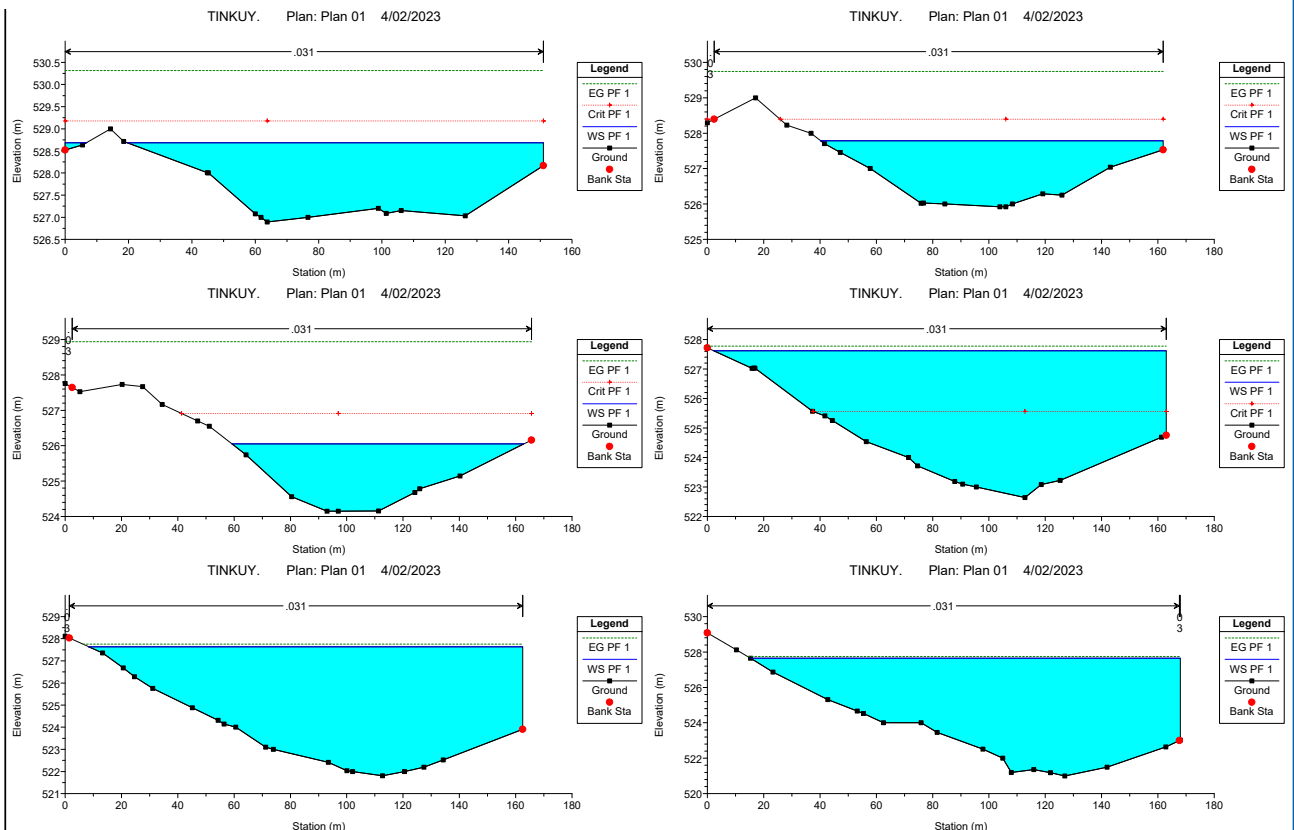 TINKUY. Plan: Plan 01 4/02/2023
.031
Legend
EG PF 1
Crit PF 1
WS PF 1
Ground
Bank Sta
530.5
530.0
529.5
529.0
528.5
528.0
527.5
527.0
526.5
Elevation (m)
0 20 40 60 80 100 120 140 160
Station (m)
TINKUY. Plan: Plan 01 4/02/2023
.03
.031
Legend
EG PF 1
Crit PF 1
WS PF 1
Ground
Bank Sta
530
529
528
527
526
525
Elevation (m)
0 20 40 60 80 100 120 140 160 180
Station (m)
TINKUY. Plan: Plan 01 4/02/2023
.03
.031
Legend
EG PF 1
Crit PF 1
WS PF 1
Ground
Bank Sta
529
528
527
526
525
524
Elevation (m)
0 20 40 60 80 100 120 140 160 180
Station (m)
TINKUY. Plan: Plan 01 4/02/2023
.031
Legend
EG PF 1
WS PF 1
Crit PF 1
Ground
Bank Sta
528
527
526
525
524
523
522
Elevation (m)
0 20 40 60 80 100 120 140 160 180
Station (m)
TINKUY. Plan: Plan 01 4/02/2023
.03
.031
Legend
EG PF 1
WS PF 1
Ground
Bank Sta
529
528
527
526
525
524
523
522
521
Elevation (m)
0 20 40 60 80 100 120 140 160 180
Station (m)
TINKUY. Plan: Plan 01 4/02/2023
.031
.03
Legend
EG PF 1
WS PF 1
Ground
Bank Sta
530
528
526
524
522
520
Elevation (m)
0 20 40 60 80 100 120 140 160 180
Station (m)